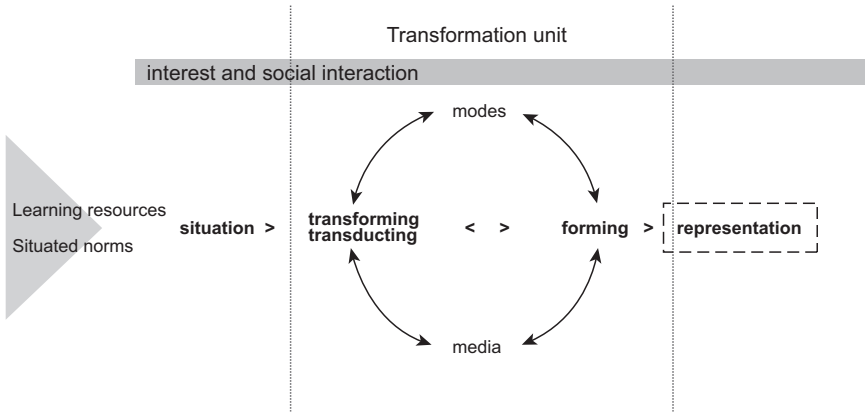 Transformation unit
interest and social interaction
modes
Learning resources
Situated norms
situation >
transforming
transducting
< >
forming >
representation
media